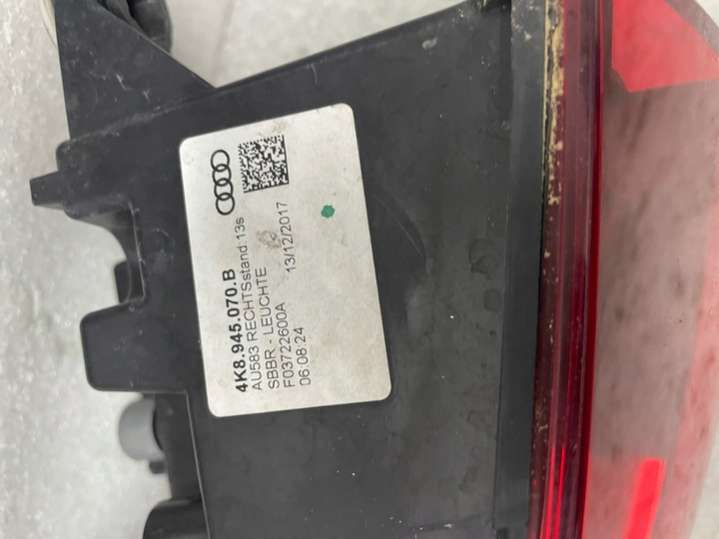 4K8.945.070.B
AU583 RECHTSstand:13s
SBBR - LEUCHTE 13/12/2017
F03722600A
06:08:24